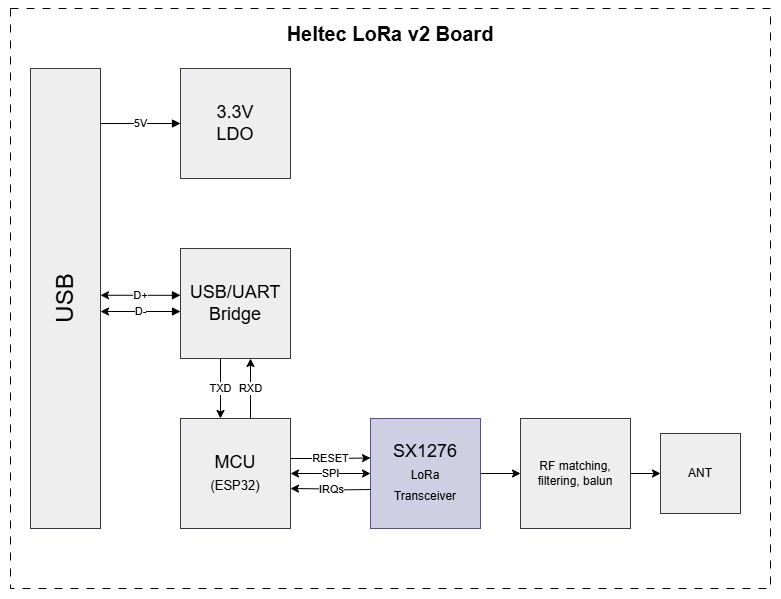 Heltec LoRa v2 Board
USB
5V
3.3V
LDO
D+
D-
USB/UART
Bridge
TXD
RXD
MCU
(ESP32)
RESET
SPI
IRQs
SX1276
LoRa
Transceiver
RF matching,
filtering, balun
ANT